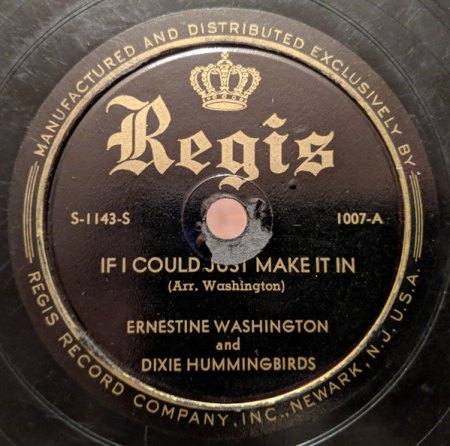 MANUFACTURED AND DISTRIBUTED EXCLUSIVELY BY
Regis
S-1143-S 1007-A
IF I COULD JUST MAKE IT IN
(Arr. Washington)
ERNESTINE WASHINGTON
and
DIXIE HUMMINGBIRDS
REGIS RECORD COMPANY, INC., NEWARK, N.J. U.S.A.